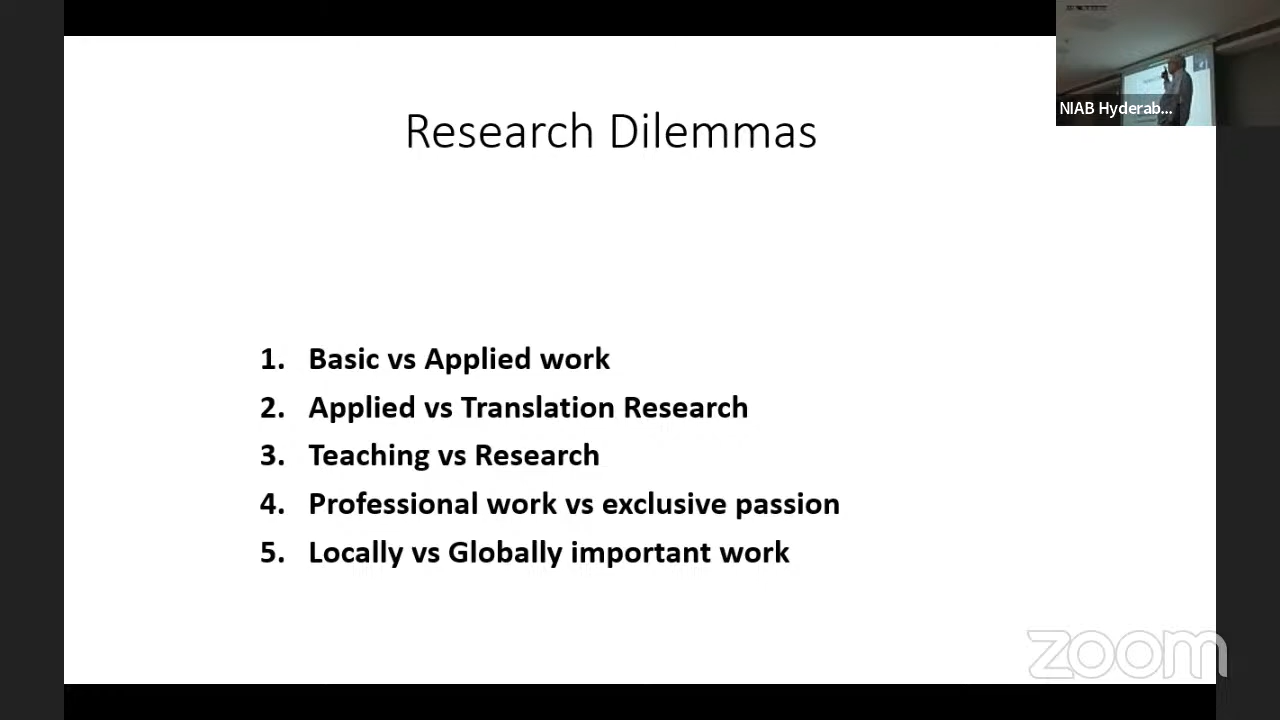 Research Dilemmas
NIAB Hyderab...
1. Basic vs Applied work
2. Applied vs Translation Research
3. Teaching vs Research
4. Professional work vs exclusive passion
5. Locally vs Globally important work
zoom